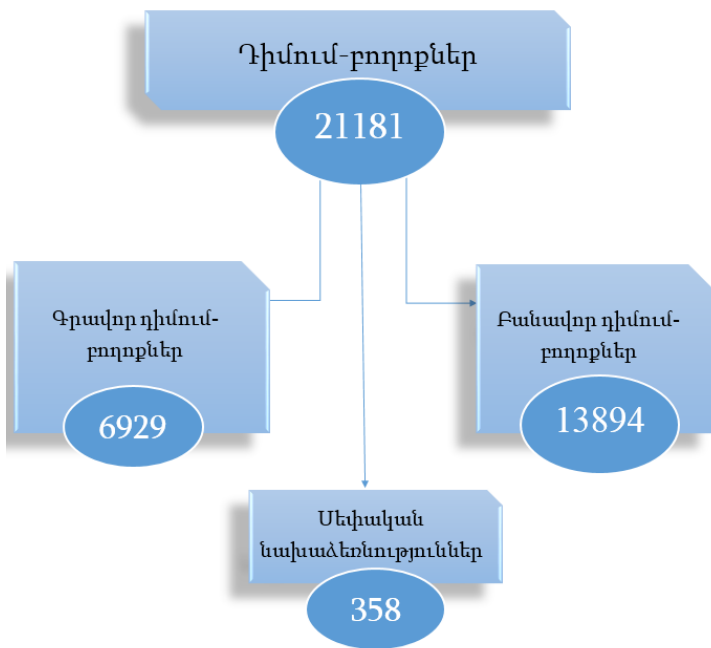 Դիմում-բողոքներ
21181
Գրավոր դիմում-
բողոքներ
6929
Բանավոր դիմում-
բողոքներ
13894
Սեփական
նախաձեռնություններ
358